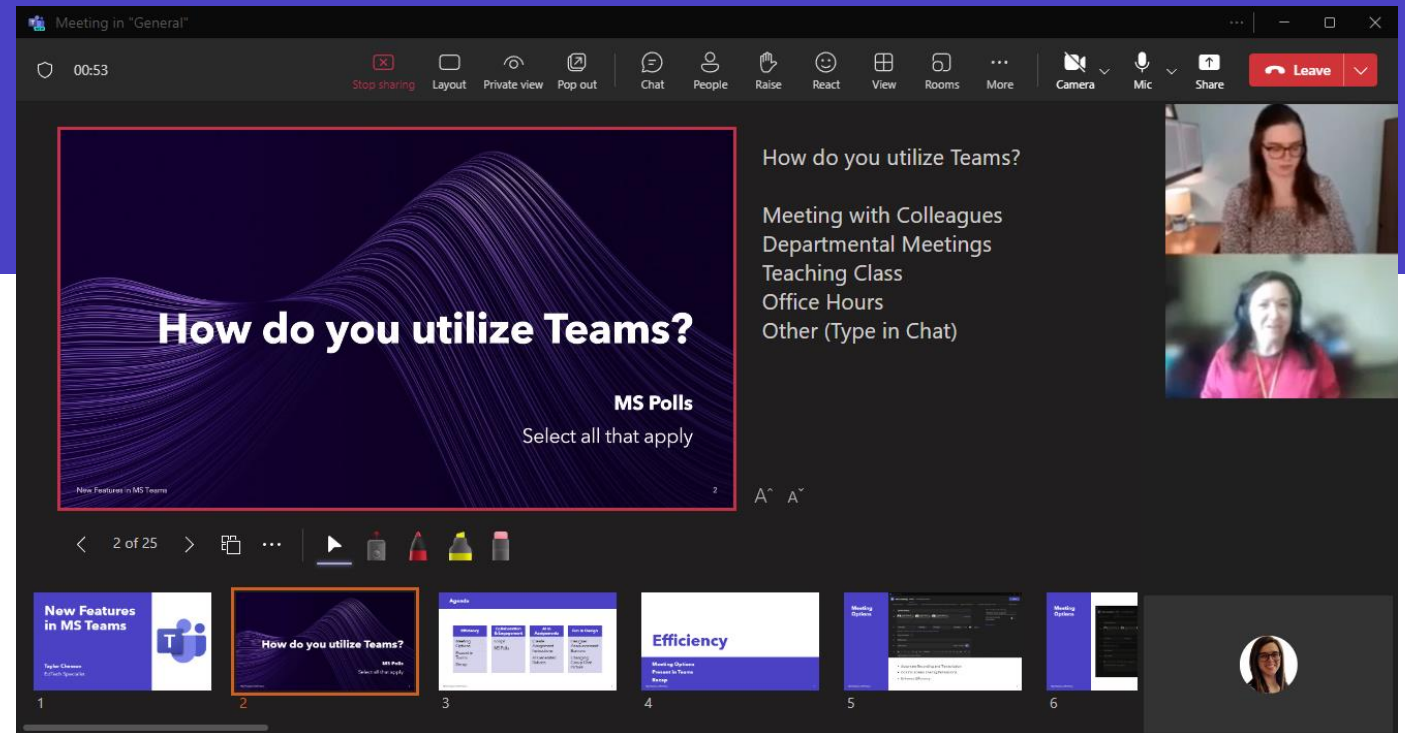 Meeting in "General"
00:53
Stop sharing
Layout
Private view
Pop out
Chat
People
Raise
React
View
Rooms
More
Camera
Mic
Share
Leave
How do you utilize Teams?
MS Polls
Select all that apply
New Features in MS Teams
2
How do you utilize Teams?
Meeting with Colleagues
Departmental Meetings
Teaching Class
Office Hours
Other (Type in Chat)
2 of 25
New Features
in MS Teams
EdTech Specialist
1
How do you utilize Teams?
MS Polls
Select all that apply
2
Agenda
Efficiency
3
Efficiency
Meeting Options
Present in Teams
Recap
4
Meeting
Options
5
Meeting
Options
6